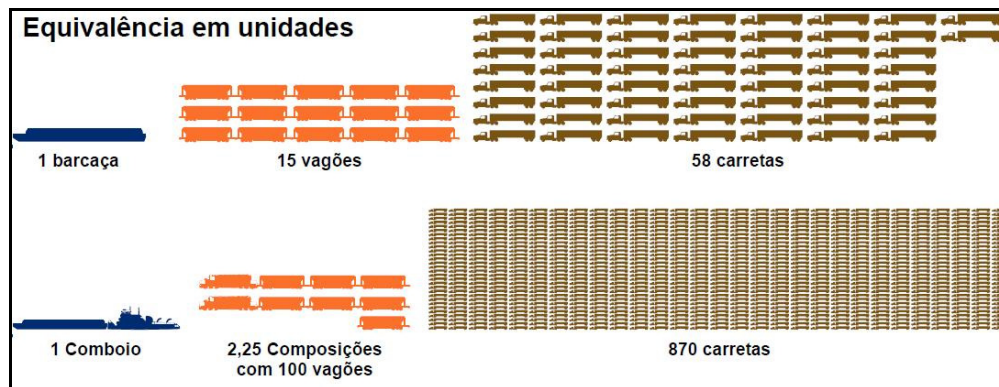 Equivalência em unidades
1 barcaça
15 vagões
58 carretas
1 Comboio
2,25 Composições
com 100 vagões
870 carretas